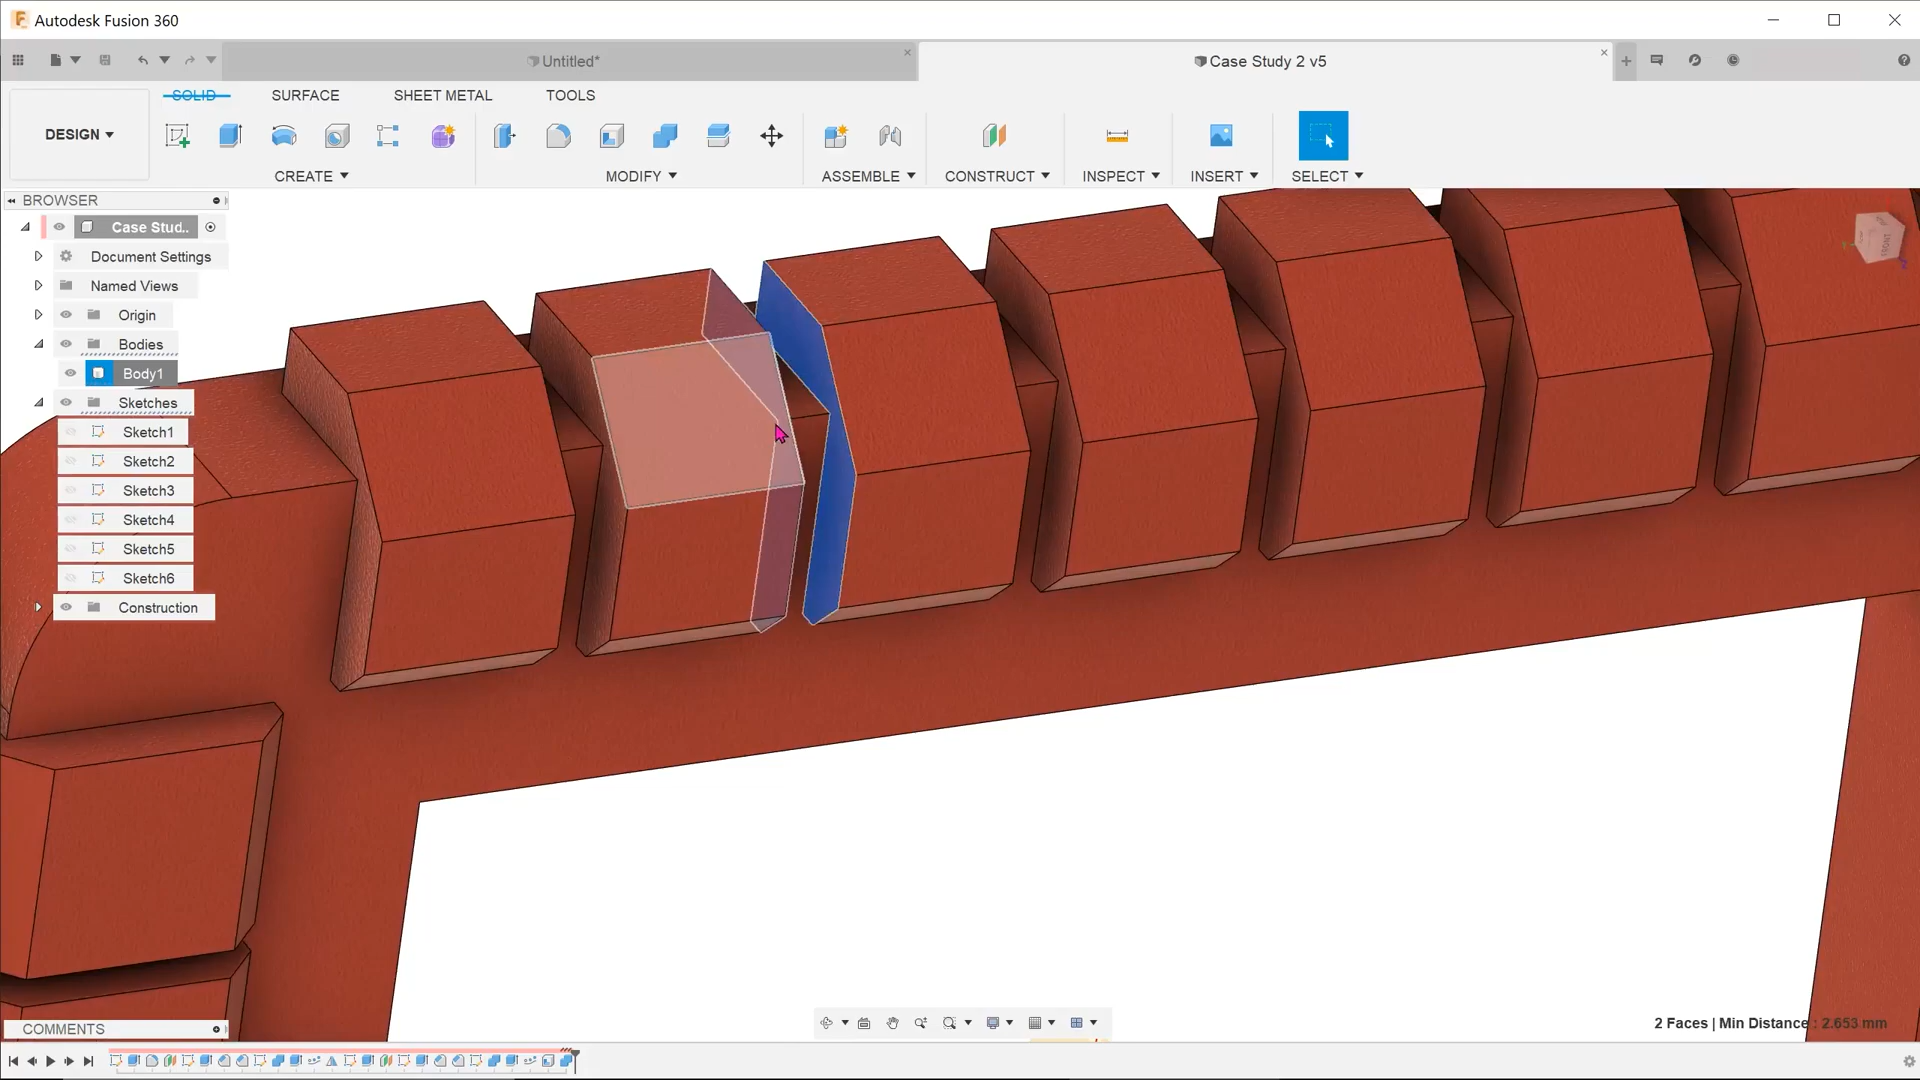 Autodesk Fusion 360
Untitled*
Case Study 2 v5
DESIGN
SOLID
SURFACE
SHEET METAL
TOOLS
CREATE
MODIFY
ASSEMBLE
CONSTRUCT
INSPECT
INSERT
SELECT
BROWSER
Case Stud..
Document Settings
Named Views
Origin
Bodies
Body1
Sketches
Sketch1
Sketch2
Sketch3
Sketch4
Sketch5
Sketch6
Construction
FRONT
COMMENTS
2 Faces | Min Distance : 2.653 mm